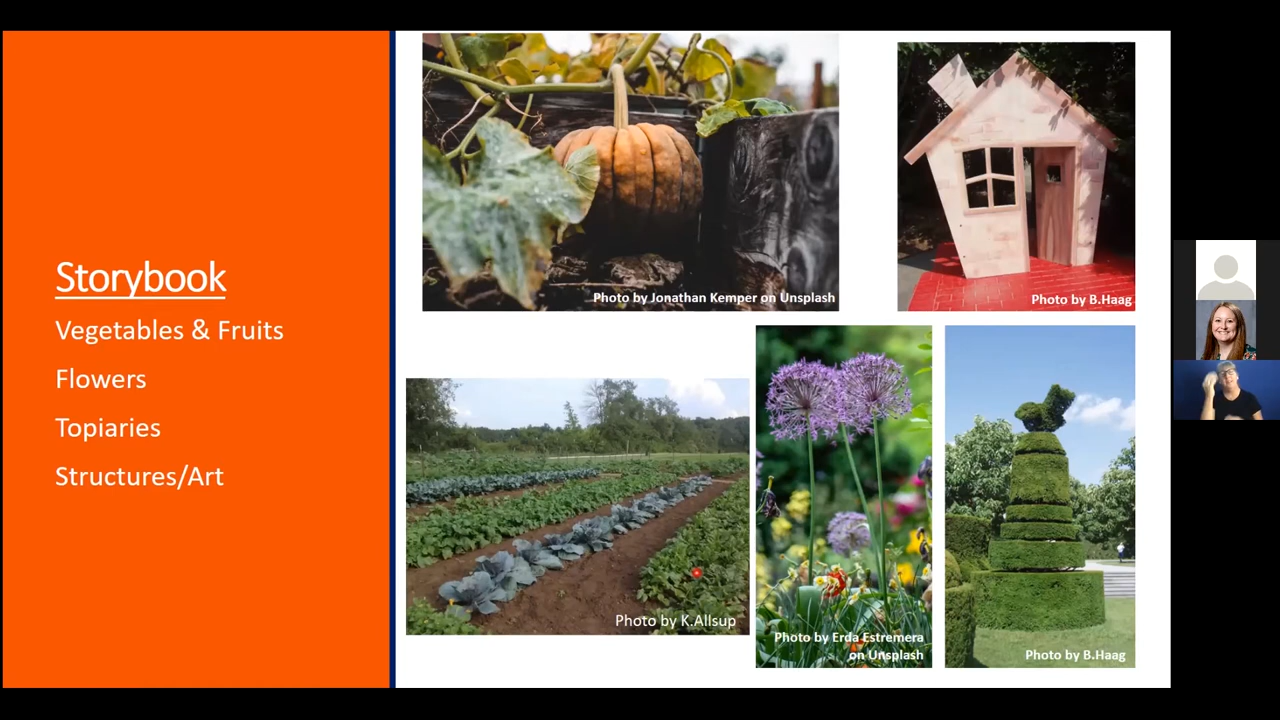 Storybook
Vegetables & Fruits
Flowers
Topiaries
Structures/Art
Photo by Jonathan Kemper on Unsplash
Photo by B.Haag
Photo by K.Allsup
Photo by Erda Estremera
on Unsplash
Photo by B.Haag